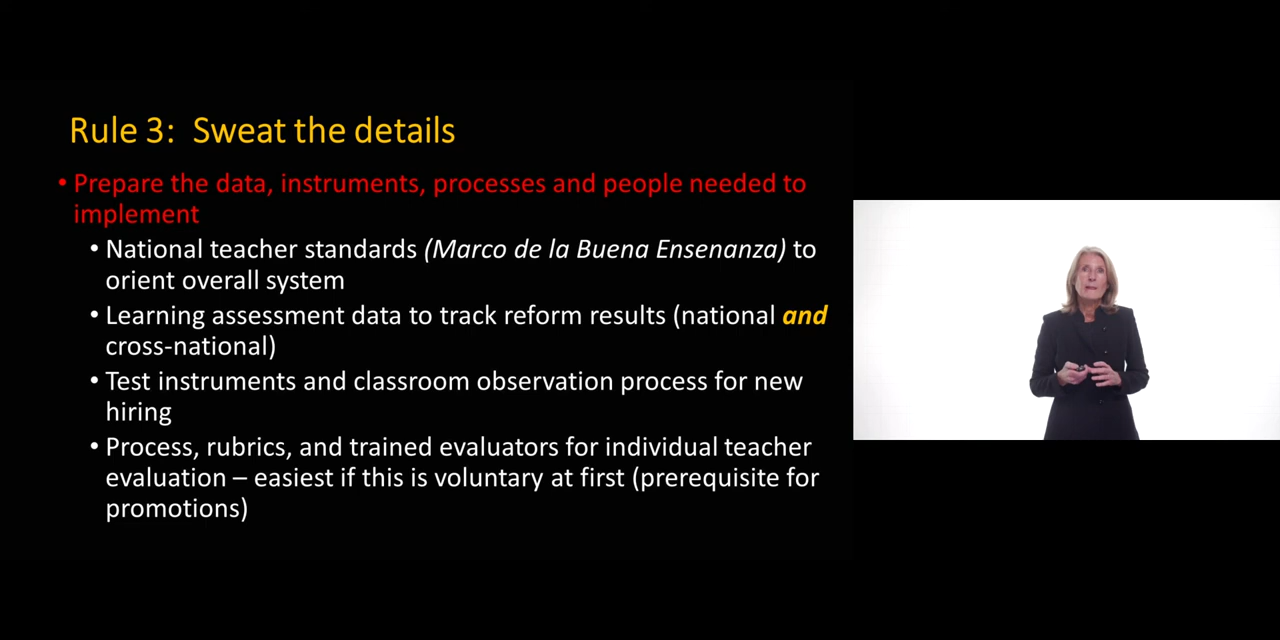 Rule 3: Sweat the details
• Prepare the data, instruments, processes and people needed to
implement
• National teacher standards (Marco de la Buena Ensenanza) to
orient overall system
• Learning assessment data to track reform results (national and
cross-national)
• Test instruments and classroom observation process for new
hiring
• Process, rubrics, and trained evaluators for individual teacher
evaluation – easiest if this is voluntary at first (prerequisite for
promotions)